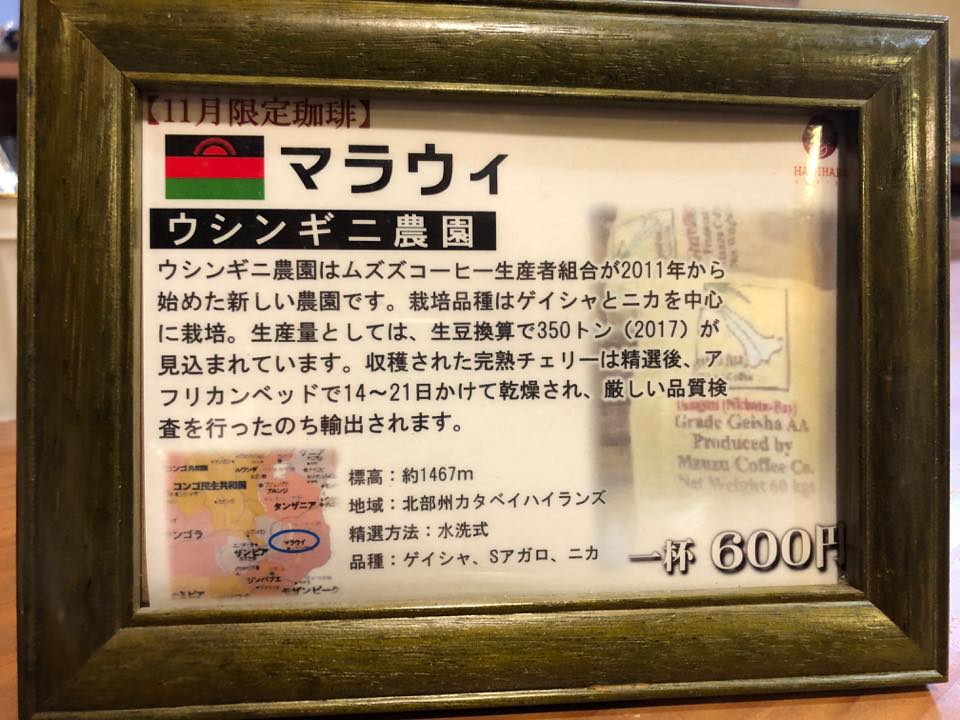 【11月限定珈琲】
マラウィ
ウシンギニ農園
ウシンギニ農園はムズズコーヒー生産者組合が2011年から
始めた新しい農園です。栽培品種はゲイシャとニカを中心
に栽培。生産量としては、生豆換算で350トン（2017）が
見込まれています。収穫された完熟チェリーは精選後、ア
フリカンベッドで14～21日かけて乾燥され、厳しい品質検
査を行ったのち輸出されます。
Grade Geisha AA
Produced by
Mzuzu Coffee Co.
Net Weight 60 kgs
コンゴ民主共和国
タンザニア
マラウイ
ザンビア
ジンバブエ
モザンビーク
標高：約1467m
地域：北部州カタベイハイランズ
精選方法：水洗式
品種：ゲイシャ、Sアガロ、ニカ
一杯 600円